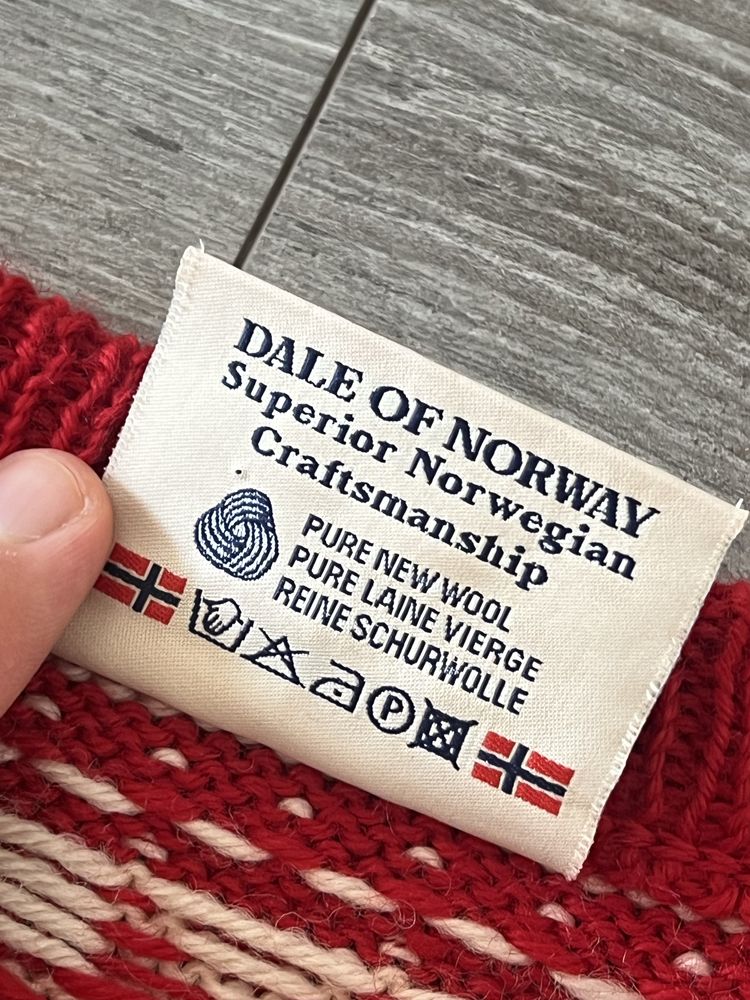 DALE OF NORWAY
Superior Norwegian
Craftsmanship
PURE NEW WOOL
PURE LAINE VIERGE
REINE SCHURWOLLE
P